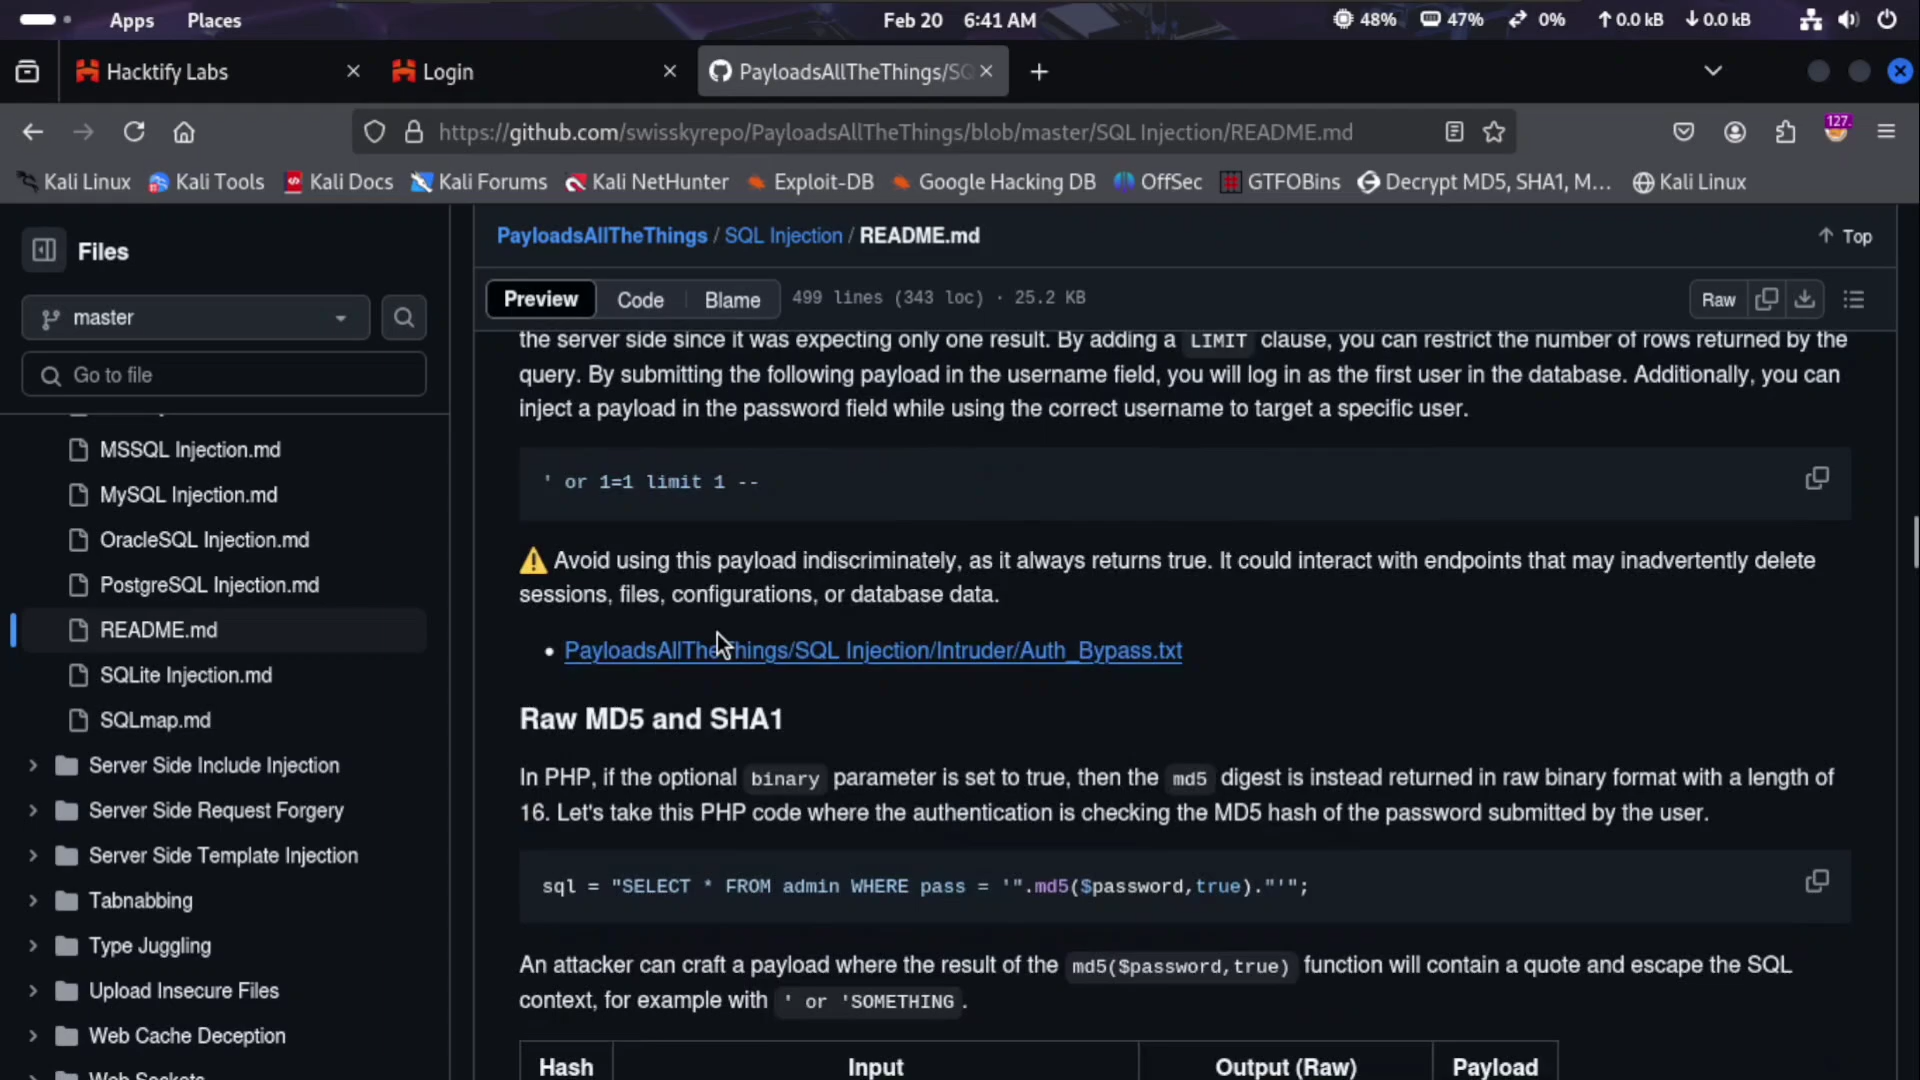 Apps Places Feb 20 6:41 AM 48% 47% 0% ↑0.0 kB ↓0.0 kB
Hacktify Labs Login PayloadsAllTheThings/SQ
https://github.com/swisskyrepo/PayloadsAllTheThings/blob/master/SQL Injection/README.md 127.
Kali Linux Kali Tools Kali Docs Kali Forums Kali NetHunter Exploit-DB Google Hacking DB OffSec GTFOBins Decrypt MD5, SHA1, M... Kali Linux
Files
master
Go to file
MSSQL Injection.md
MySQL Injection.md
OracleSQL Injection.md
PostgreSQL Injection.md
README.md
SQLite Injection.md
SQLmap.md
Server Side Include Injection
Server Side Request Forgery
Server Side Template Injection
Tabnabbing
Type Juggling
Upload Insecure Files
Web Cache Deception
Web Sockets
PayloadsAllTheThings / SQL Injection / README.md ↑ Top
Preview Code Blame 499 lines (343 loc) · 25.2 KB Raw
the server side since it was expecting only one result. By adding a LIMIT clause, you can restrict the number of rows returned by the
query. By submitting the following payload in the username field, you will log in as the first user in the database. Additionally, you can
inject a payload in the password field while using the correct username to target a specific user.
' or 1=1 limit 1 --
⚠️ Avoid using this payload indiscriminately, as it always returns true. It could interact with endpoints that may inadvertently delete
sessions, files, configurations, or database data.
• PayloadsAllTheThings/SQL Injection/Intruder/Auth_Bypass.txt
Raw MD5 and SHA1
In PHP, if the optional binary parameter is set to true, then the md5 digest is instead returned in raw binary format with a length of
16. Let's take this PHP code where the authentication is checking the MD5 hash of the password submitted by the user.
sql = "SELECT * FROM admin WHERE pass = '".md5($password,true)."'";
An attacker can craft a payload where the result of the md5($password,true) function will contain a quote and escape the SQL
context, for example with ' or 'SOMETHING .
Hash Input Output (Raw) Payload